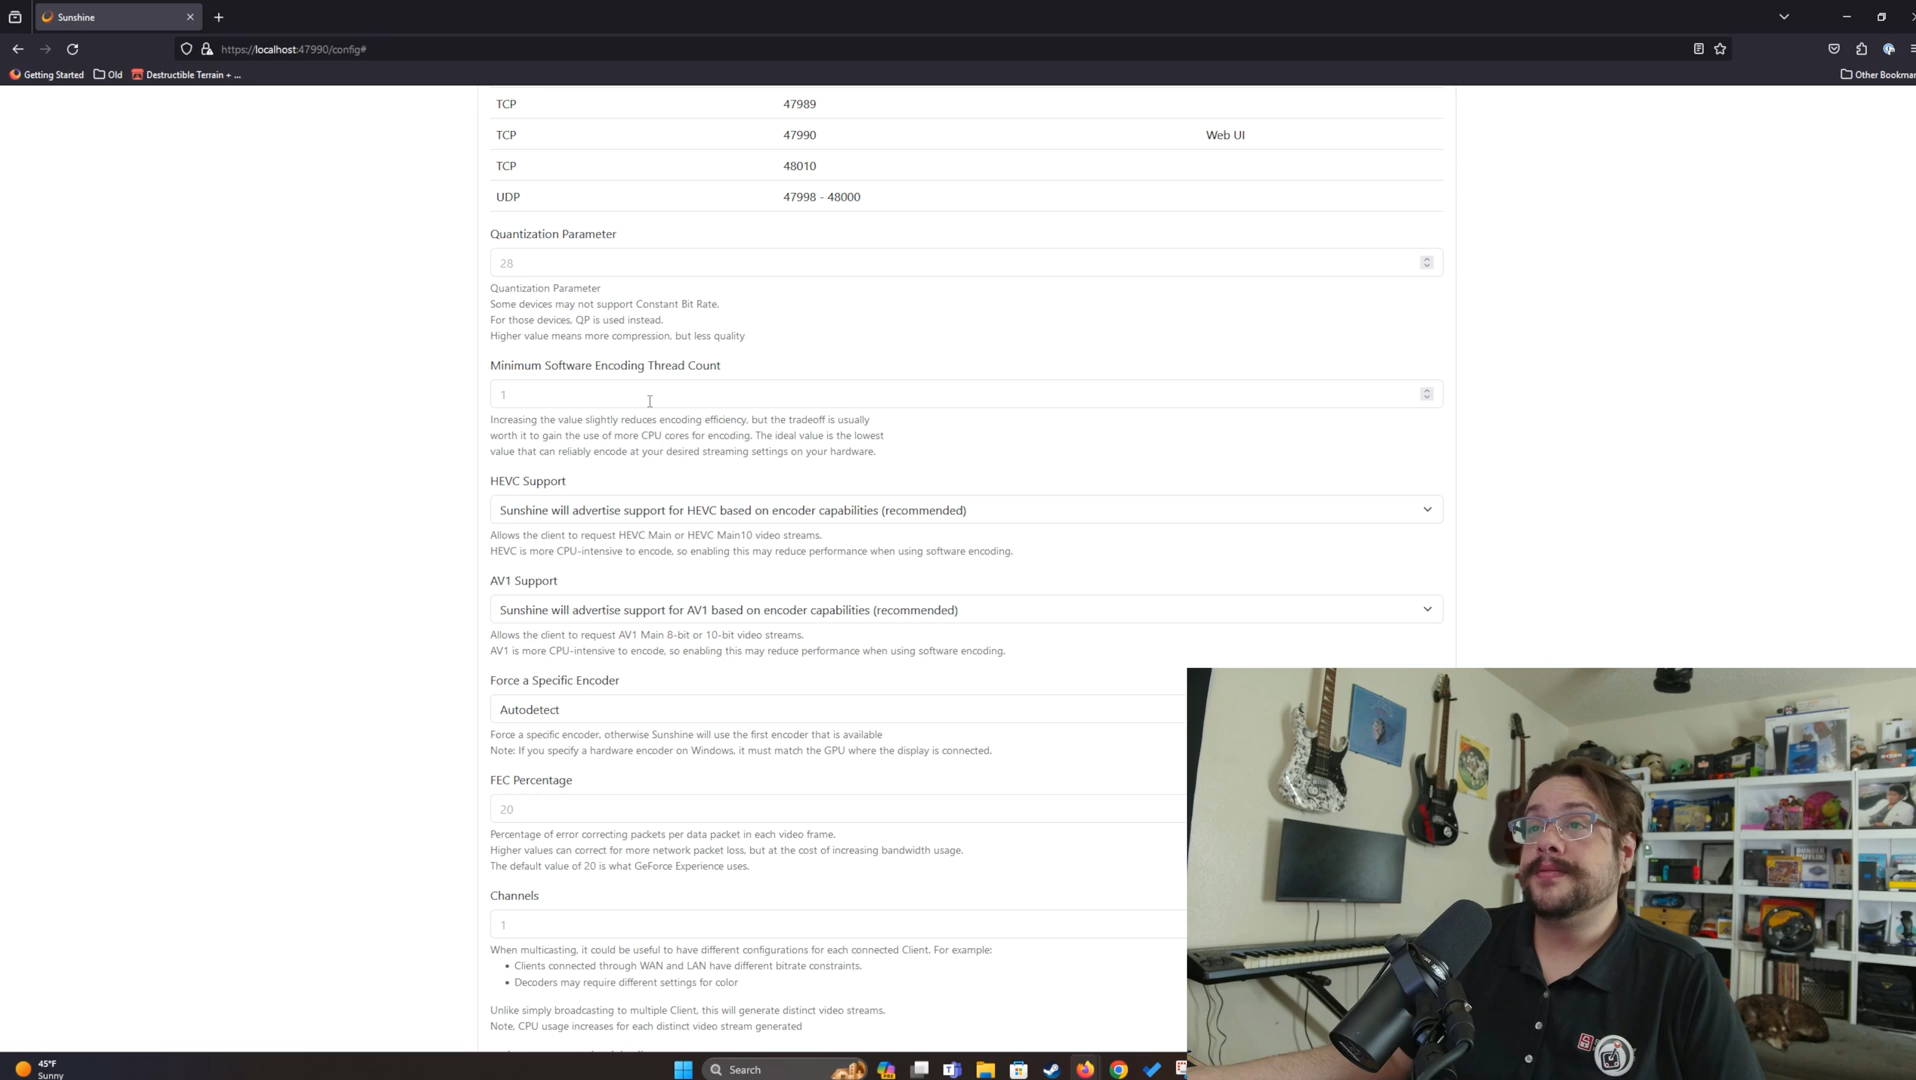 Sunshine
https://localhost:47990/config#
Getting Started
Old
Destructible Terrain + ...
Other Bookmar
TCP 47989
TCP 47990 Web UI
TCP 48010
UDP 47998 - 48000
Quantization Parameter
28
Quantization Parameter
Some devices may not support Constant Bit Rate.
For those devices, QP is used instead.
Higher value means more compression, but less quality
Minimum Software Encoding Thread Count
1
Increasing the value slightly reduces encoding efficiency, but the tradeoff is usually
worth it to gain the use of more CPU cores for encoding. The ideal value is the lowest
value that can reliably encode at your desired streaming settings on your hardware.
HEVC Support
Sunshine will advertise support for HEVC based on encoder capabilities (recommended)
Allows the client to request HEVC Main or HEVC Main10 video streams.
HEVC is more CPU-intensive to encode, so enabling this may reduce performance when using software encoding.
AV1 Support
Sunshine will advertise support for AV1 based on encoder capabilities (recommended)
Allows the client to request AV1 Main 8-bit or 10-bit video streams.
AV1 is more CPU-intensive to encode, so enabling this may reduce performance when using software encoding.
Force a Specific Encoder
Autodetect
Force a specific encoder, otherwise Sunshine will use the first encoder that is available
Note: If you specify a hardware encoder on Windows, it must match the GPU where the display is connected.
FEC Percentage
20
Percentage of error correcting packets per data packet in each video frame.
Higher values can correct for more network packet loss, but at the cost of increasing bandwidth usage.
The default value of 20 is what GeForce Experience uses.
Channels
1
When multicasting, it could be useful to have different configurations for each connected Client. For example:
• Clients connected through WAN and LAN have different bitrate constraints.
• Decoders may require different settings for color
Unlike simply broadcasting to multiple Client, this will generate distinct video streams.
Note, CPU usage increases for each distinct video stream generated
45°F
Sunny
Search